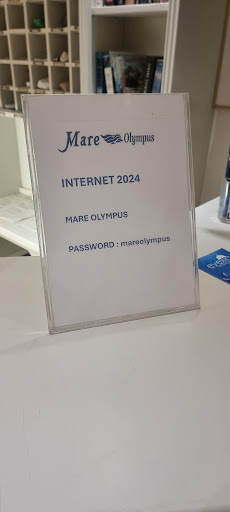 Mare Olympus
INTERNET 2024
MARE OLYMPUS
PASSWORD : mareolympus